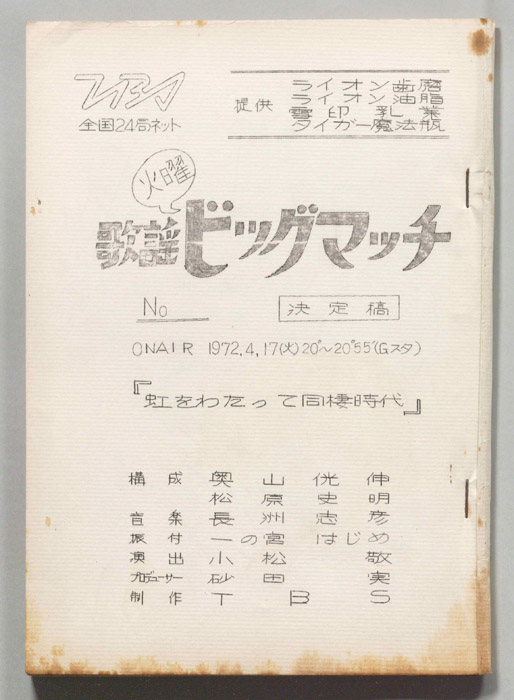 TBS
全国24局ネット
提供
ライオン歯磨
ライオン油脂
雪印乳業
タイガー魔法瓶
火曜
歌謡ビッグマッチ
No
決定稿
ONAIR 1972.4.17(火)20°〜20°55'(Gスタ)
『虹をわたって同棲時代』
構成 奥山侊伸
松原史明
音楽 長洲志彦
振付 一の宮はじめ
演出 小松敬
プロデューサー 砂田実
制作 TBS